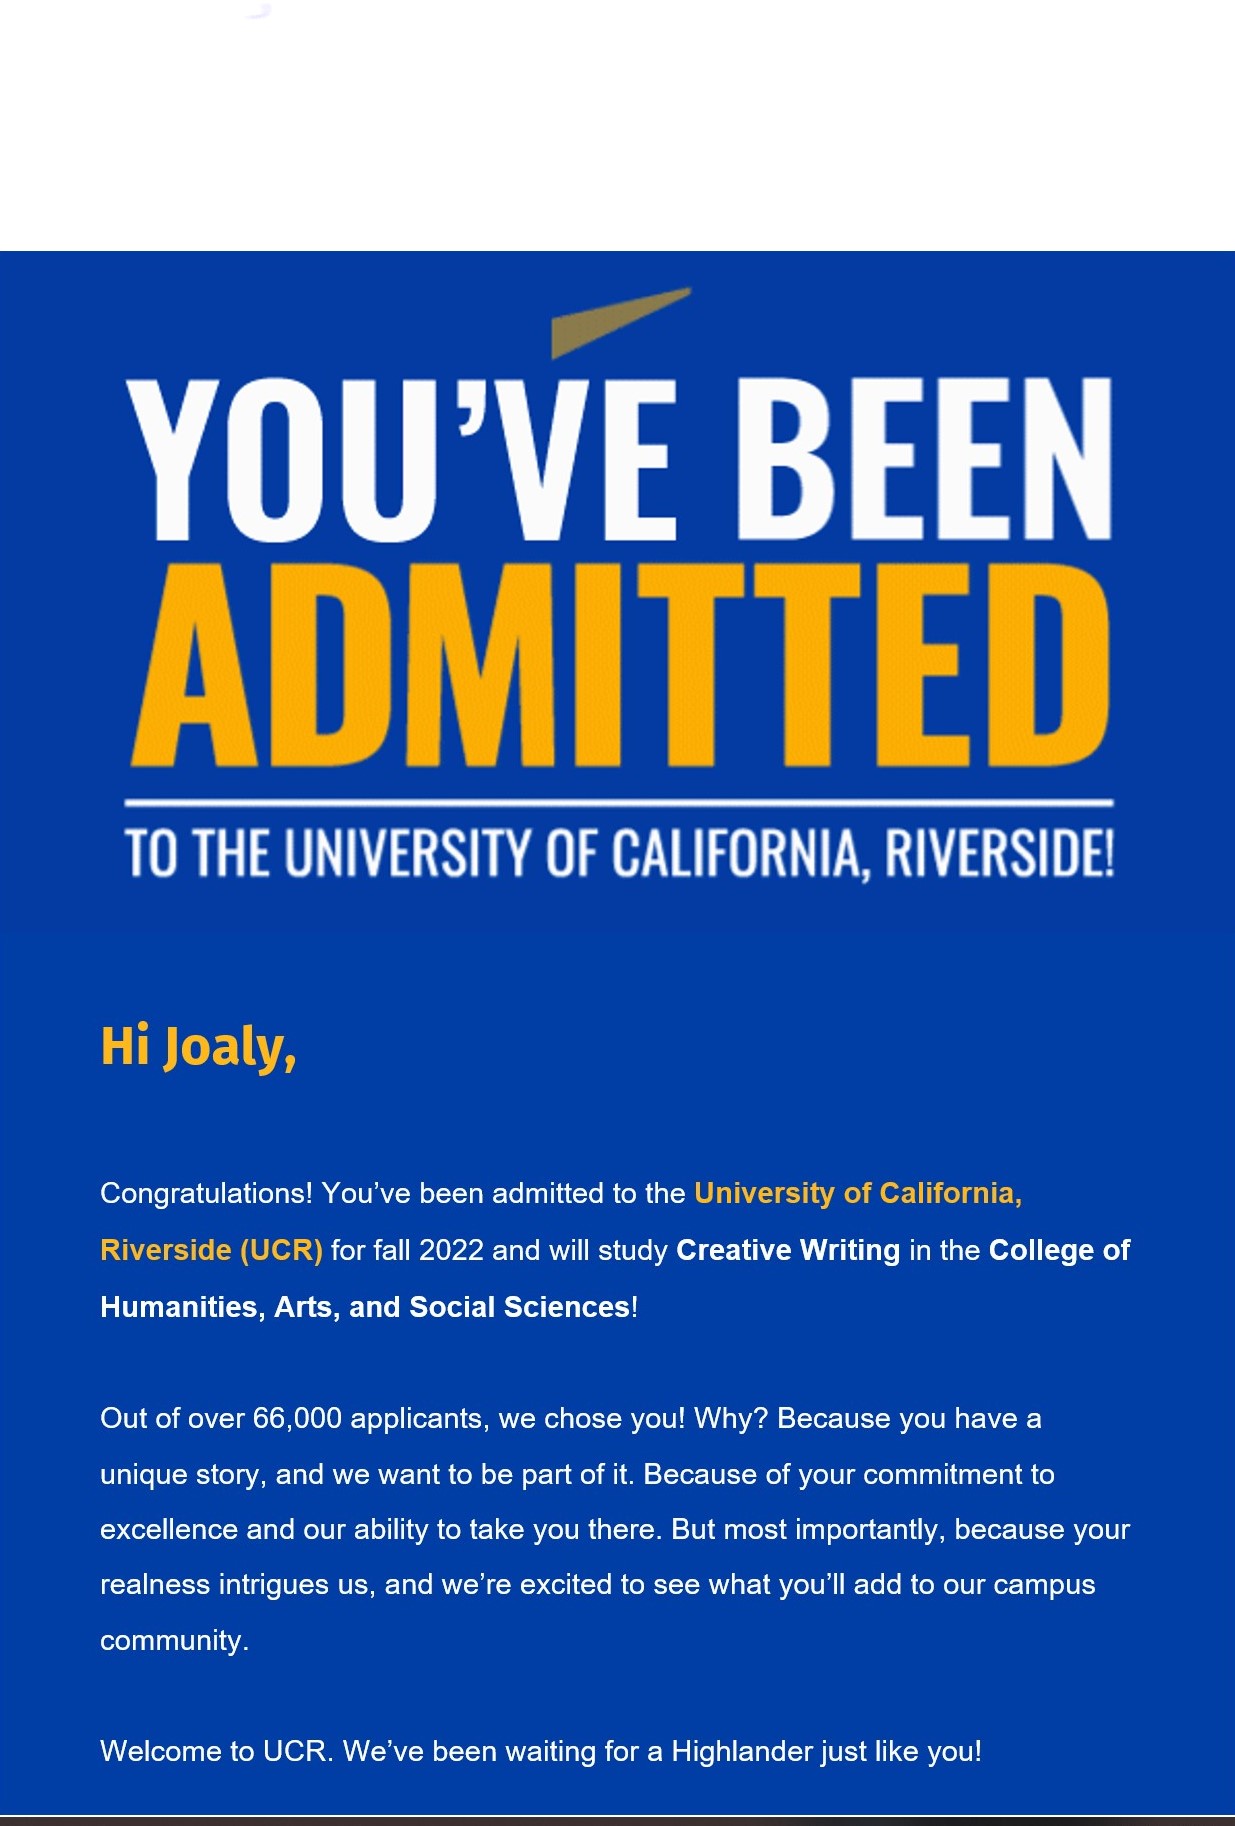 YOU’VE BEEN
ADMITTED
TO THE UNIVERSITY OF CALIFORNIA, RIVERSIDE!
Hi Joaly,
Congratulations! You’ve been admitted to the University of California,
Riverside (UCR) for fall 2022 and will study Creative Writing in the College of
Humanities, Arts, and Social Sciences!
Out of over 66,000 applicants, we chose you! Why? Because you have a
unique story, and we want to be part of it. Because of your commitment to
excellence and our ability to take you there. But most importantly, because your
realness intrigues us, and we’re excited to see what you’ll add to our campus
community.
Welcome to UCR. We’ve been waiting for a Highlander just like you!